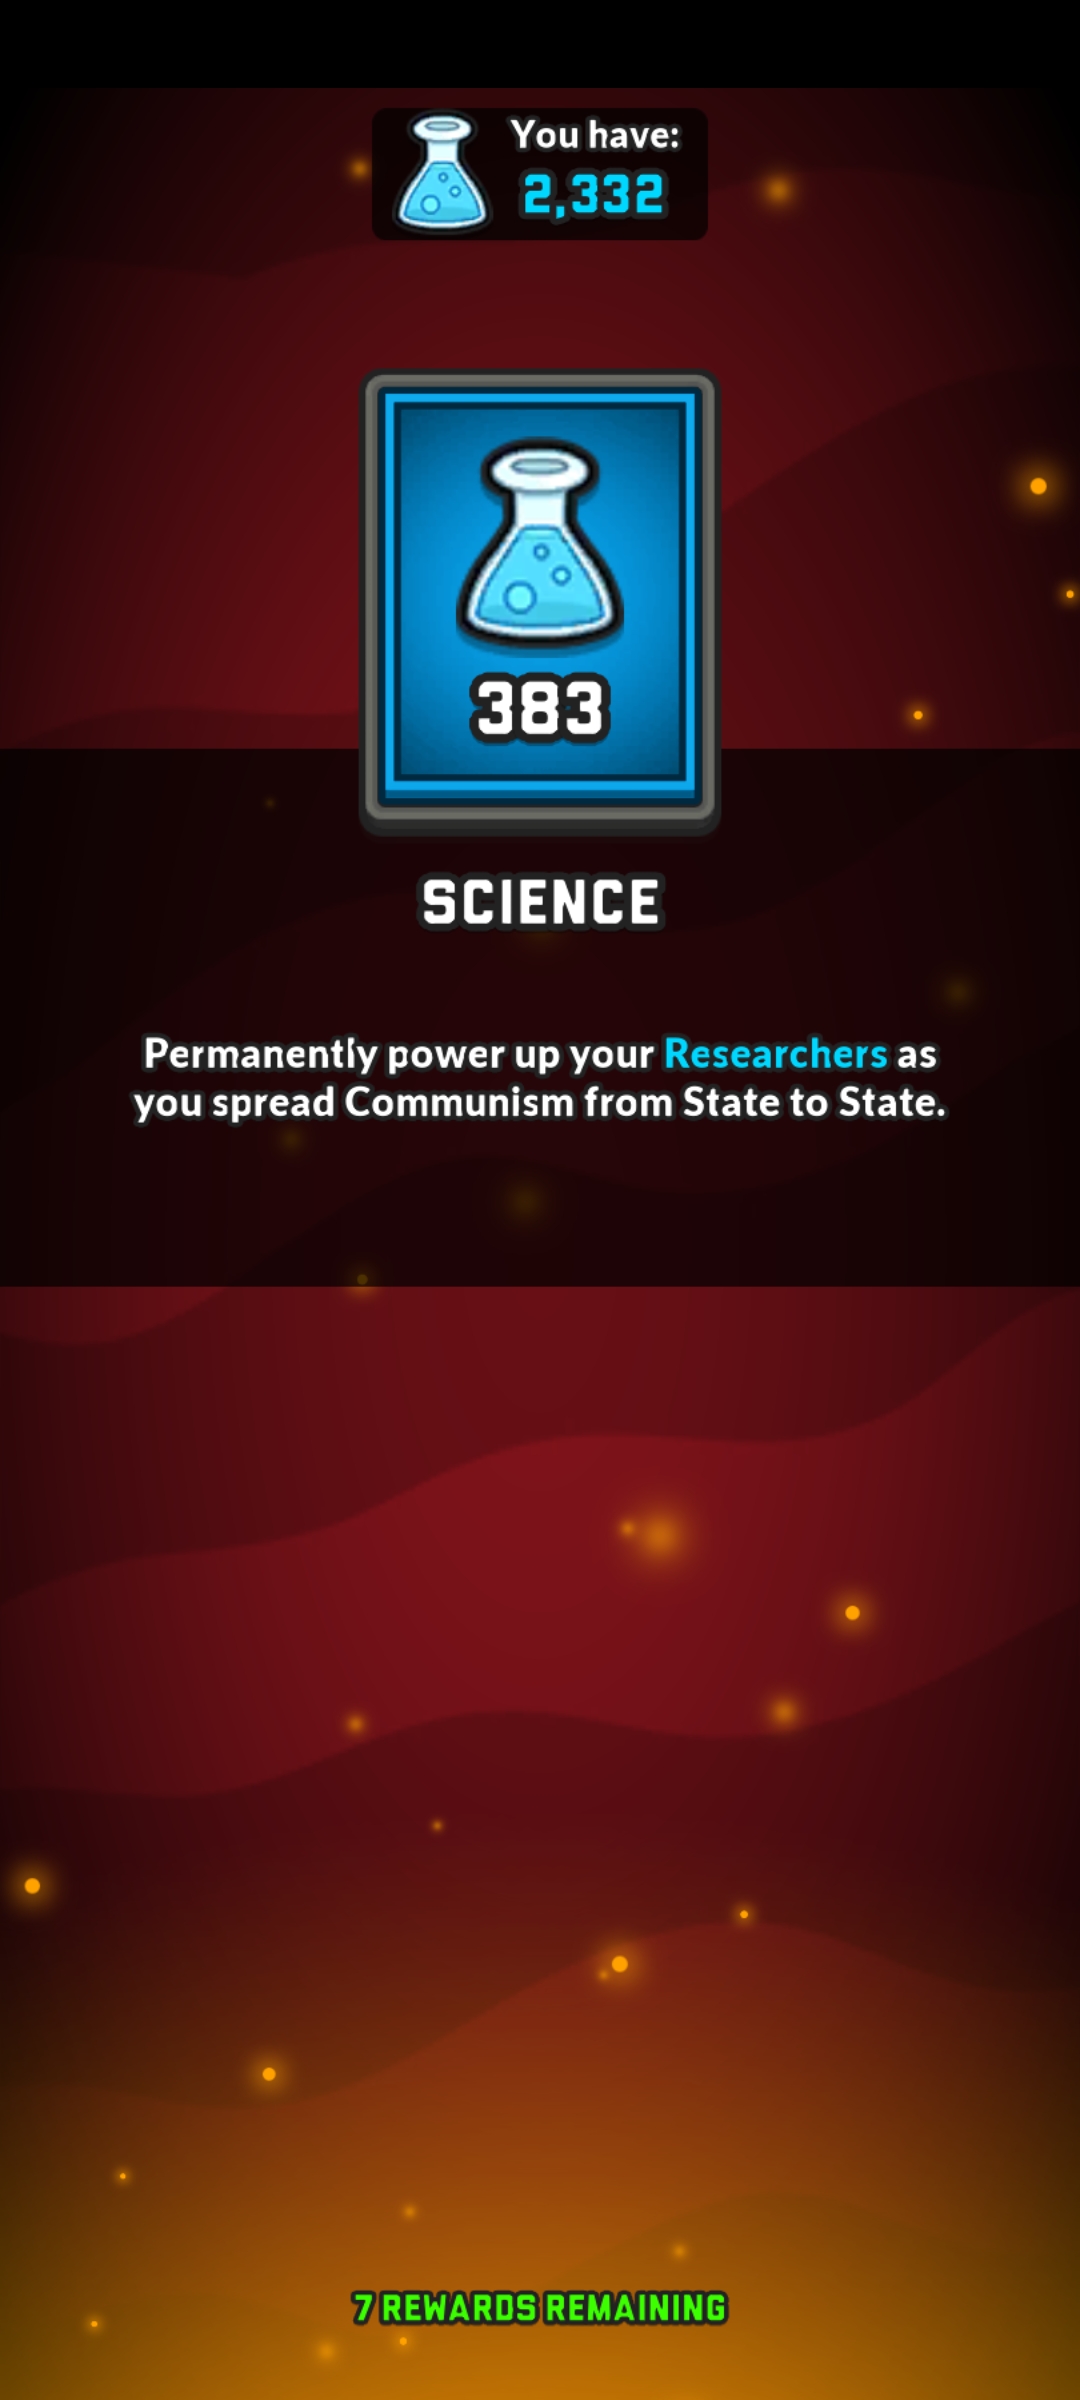 You have:
2,332
383
SCIENCE
Permanently power up your Researchers as
you spread Communism from State to State.
7 REWARDS REMAINING